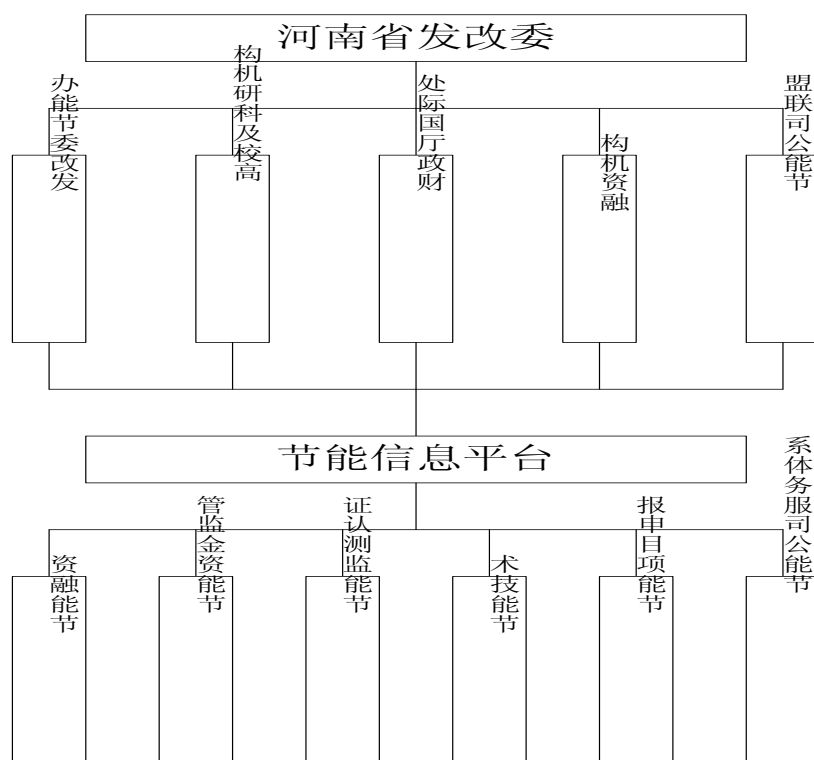 河南省发改委
发改委节能办
高校及科研机构
财政厅国际处
融资机构
节能公司联盟
节能信息平台
节能融资
节能资金监管
节能监测认证
节能技术
节能项目申报
节能公司服务体系